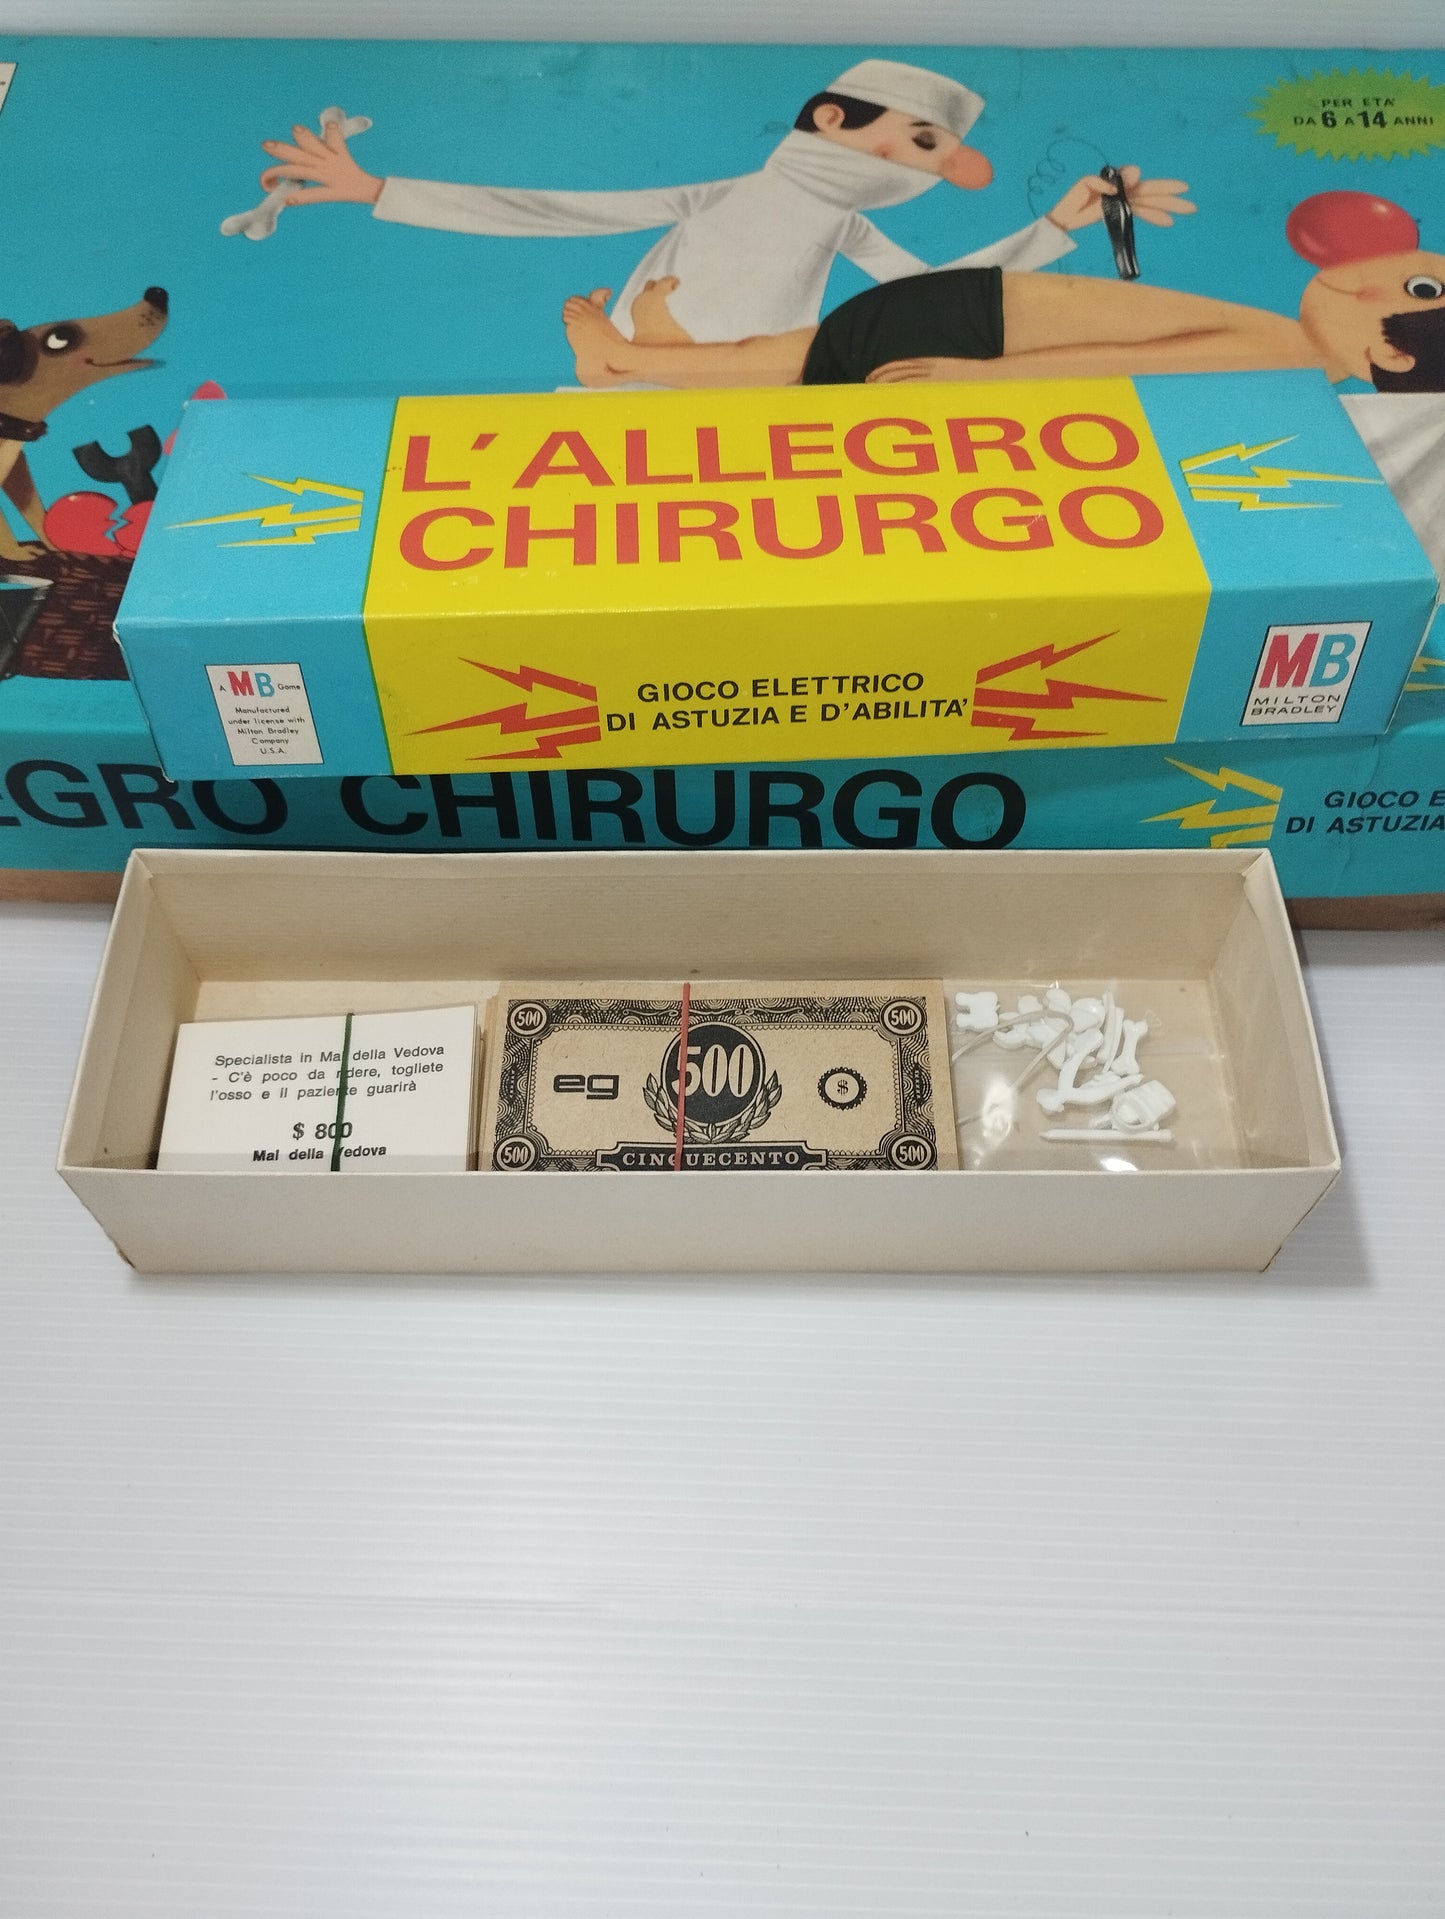 PER ETA'
DA 6 A 14 ANNI
L'ALLEGRO
CHIRURGO
A MB Game
Manufactured
under license with
Milton Bradley
Company
U.S.A.
GIOCO ELETTRICO
DI ASTUZIA E D'ABILITA'
MB
MILTON
BRADLEY
EGRO CHIRURGO
GIOCO E
DI ASTUZIA
Specialista in Mal della Vedova
- C'è poco da ridere, togliete
l'osso e il paziente guarirà
$ 800
Mal della Vedova
500
500
eg
500
$
500
CINQUECENTO
500